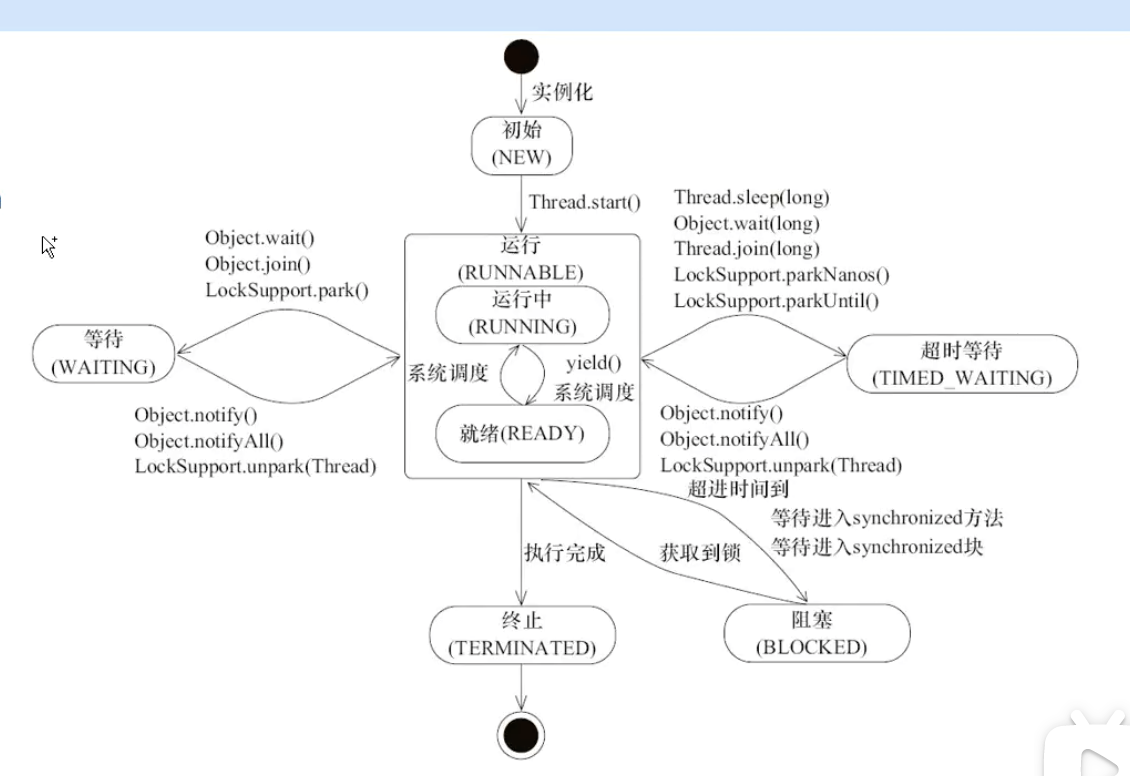 实例化
初始
(NEW)
Thread.start()
Thread.sleep(long)
Object.wait(long)
Thread.join(long)
LockSupport.parkNanos()
LockSupport.parkUntil()
Object.wait()
Object.join()
LockSupport.park()
运行
(RUNNABLE)
运行中
(RUNNING)
等待
(WAITING)
系统调度
yield()
系统调度
超时等待
(TIMED_WAITING)
就绪(READY)
Object.notify()
Object.notifyAll()
LockSupport.unpark(Thread)
Object.notify()
Object.notifyAll()
LockSupport.unpark(Thread)
超进时间到
等待进入synchronized方法
等待进入synchronized块
执行完成
获取到锁
终止
(TERMINATED)
阻塞
(BLOCKED)